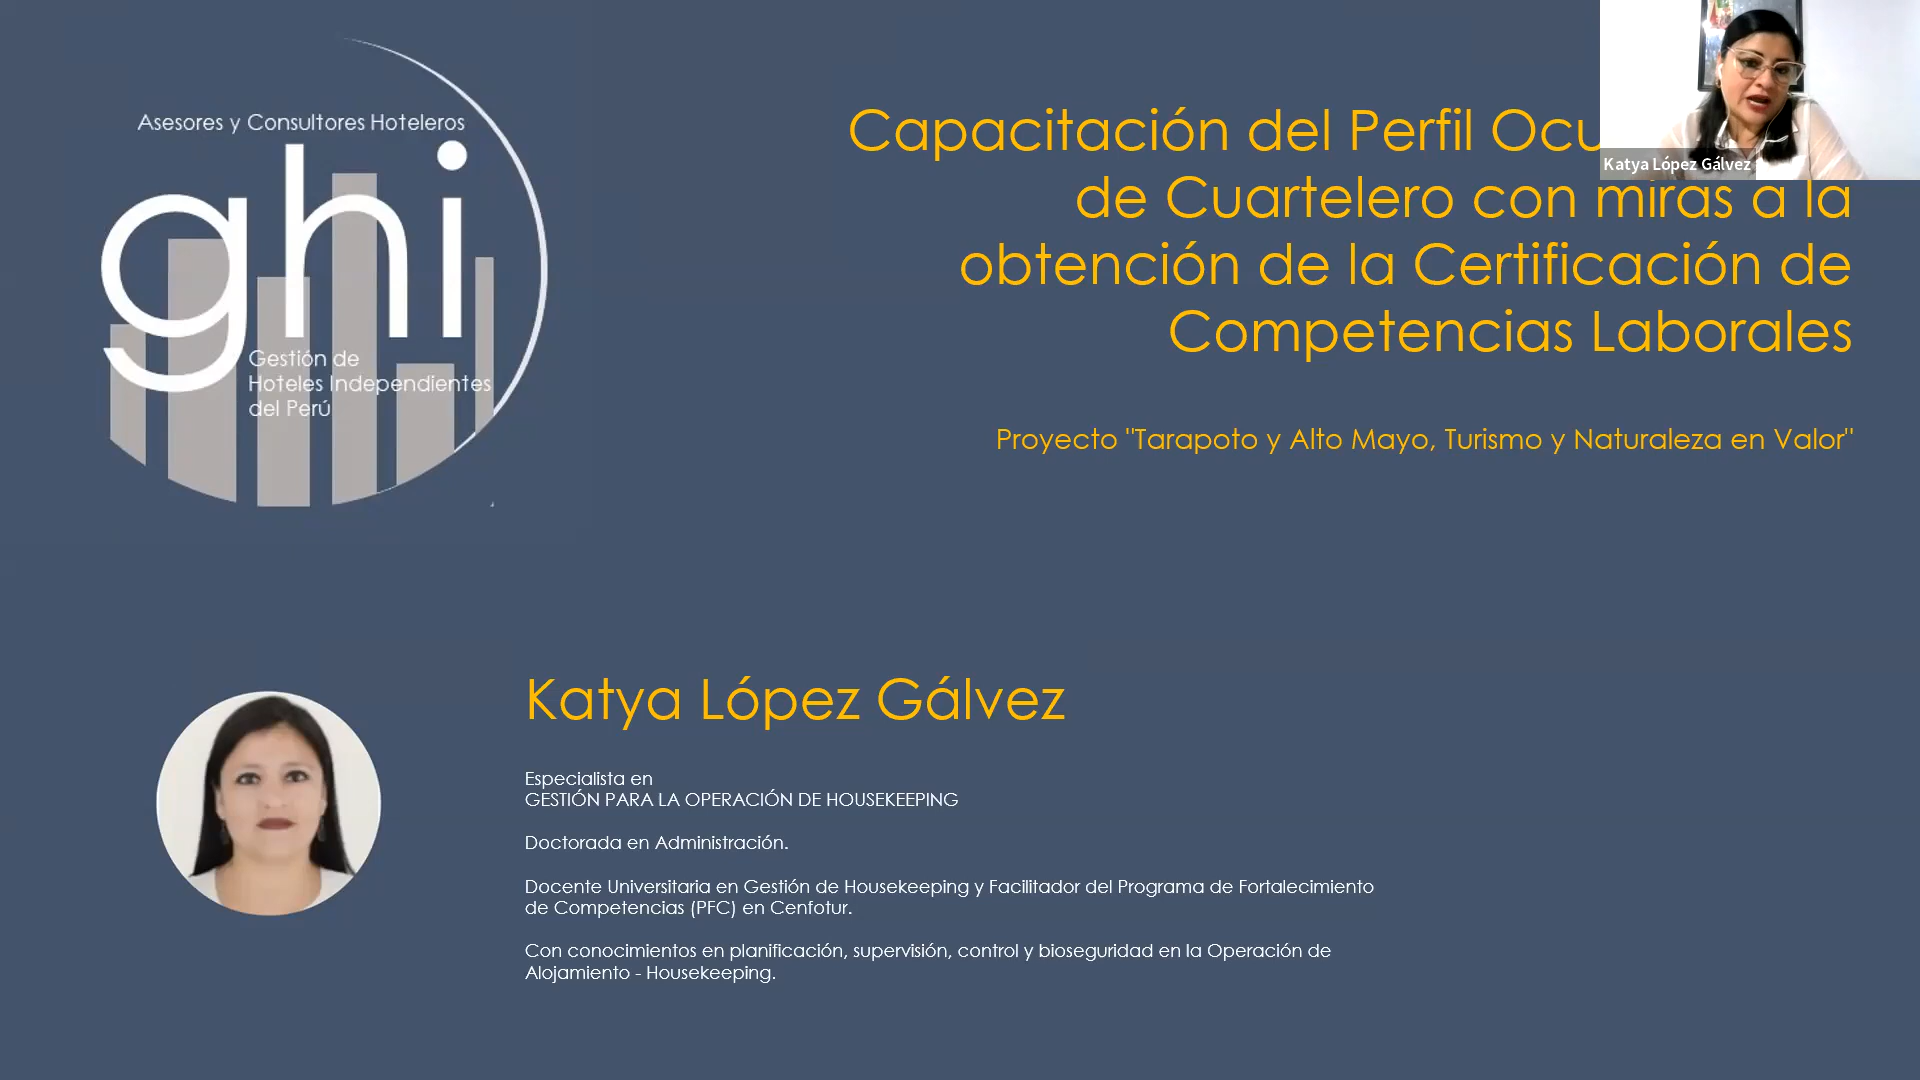 Asesores y Consultores Hoteleros
ghi
Gestión de
Hoteles Independientes
del Perú
Capacitación del Perfil Ocu
de Cuartelero con miras a la
obtención de la Certificación de
Competencias Laborales
Proyecto "Tarapoto y Alto Mayo, Turismo y Naturaleza en Valor"
Katya López Gálvez
Katya López Gálvez
Especialista en
GESTIÓN PARA LA OPERACIÓN DE HOUSEKEEPING
Doctorada en Administración.
Docente Universitaria en Gestión de Housekeeping y Facilitador del Programa de Fortalecimiento
de Competencias (PFC) en Cenfotur.
Con conocimientos en planificación, supervisión, control y bioseguridad en la Operación de
Alojamiento - Housekeeping.